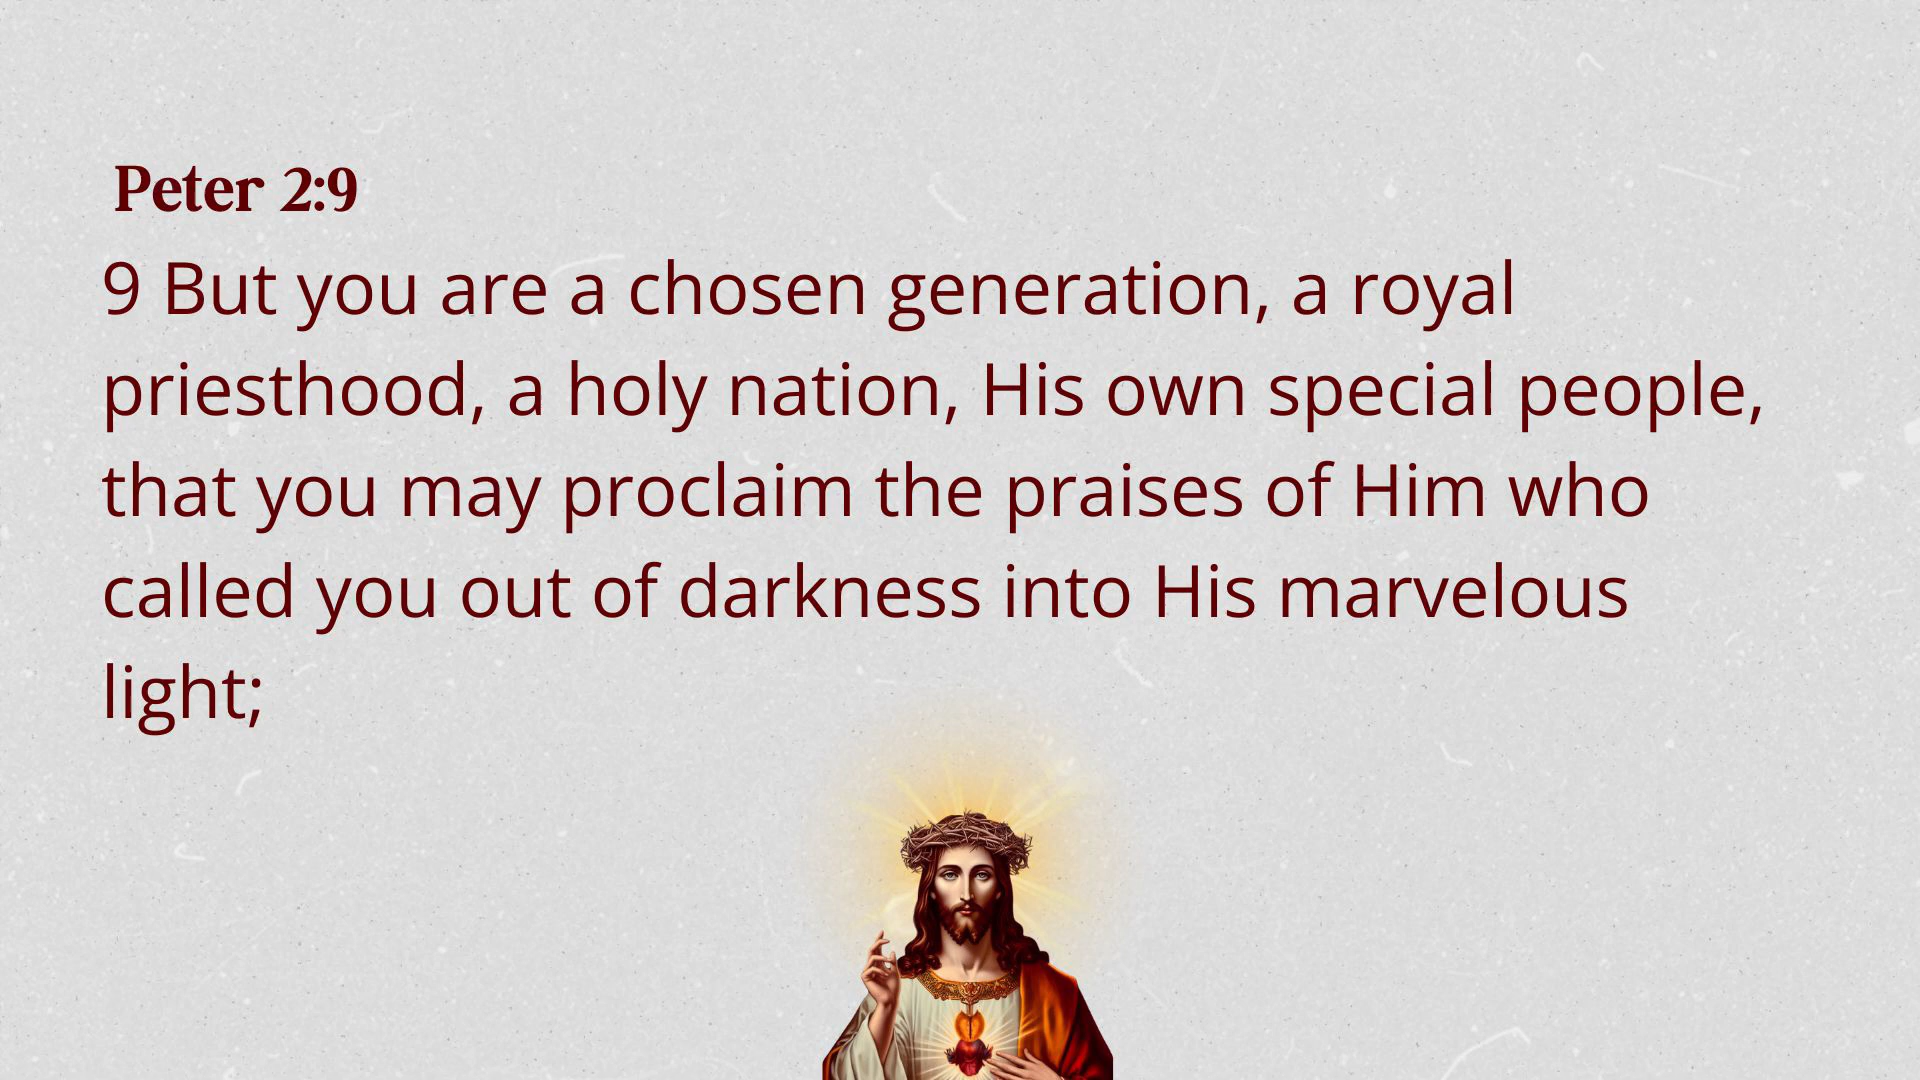 Peter 2:9
9 But you are a chosen generation, a royal
priesthood, a holy nation, His own special people,
that you may proclaim the praises of Him who
called you out of darkness into His marvelous
light;